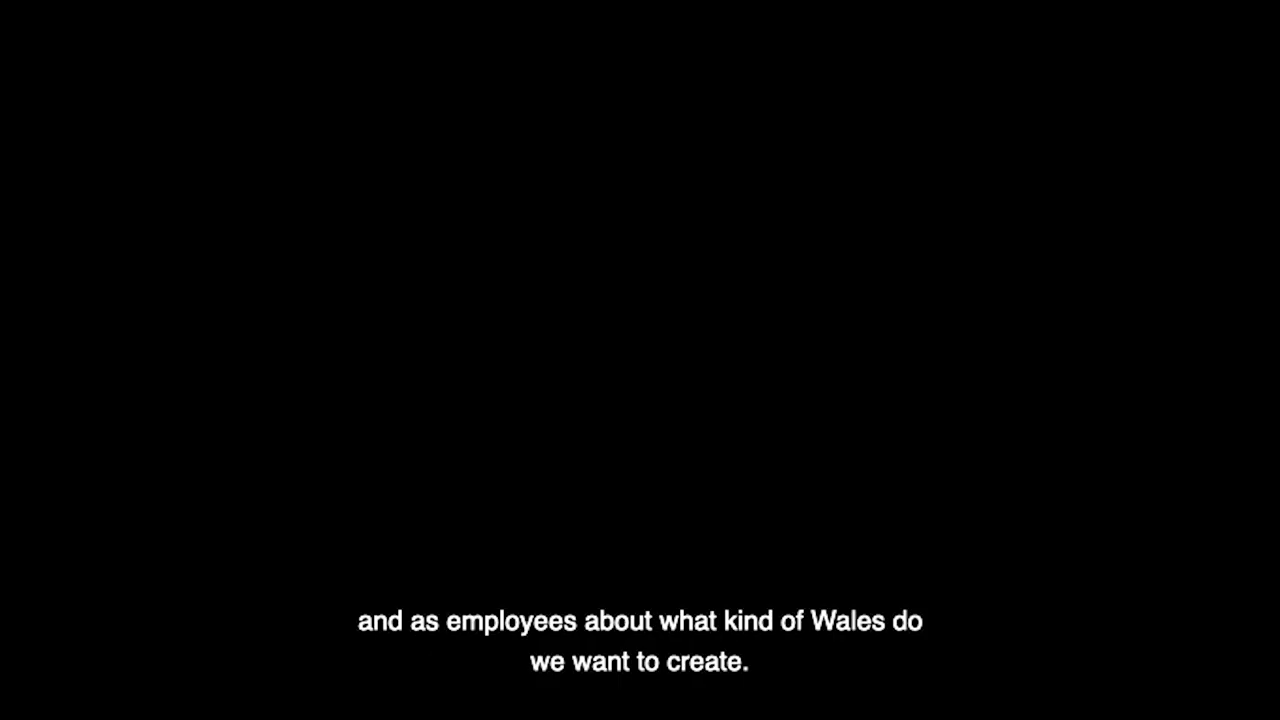 and as employees about what kind of Wales do
we want to create.